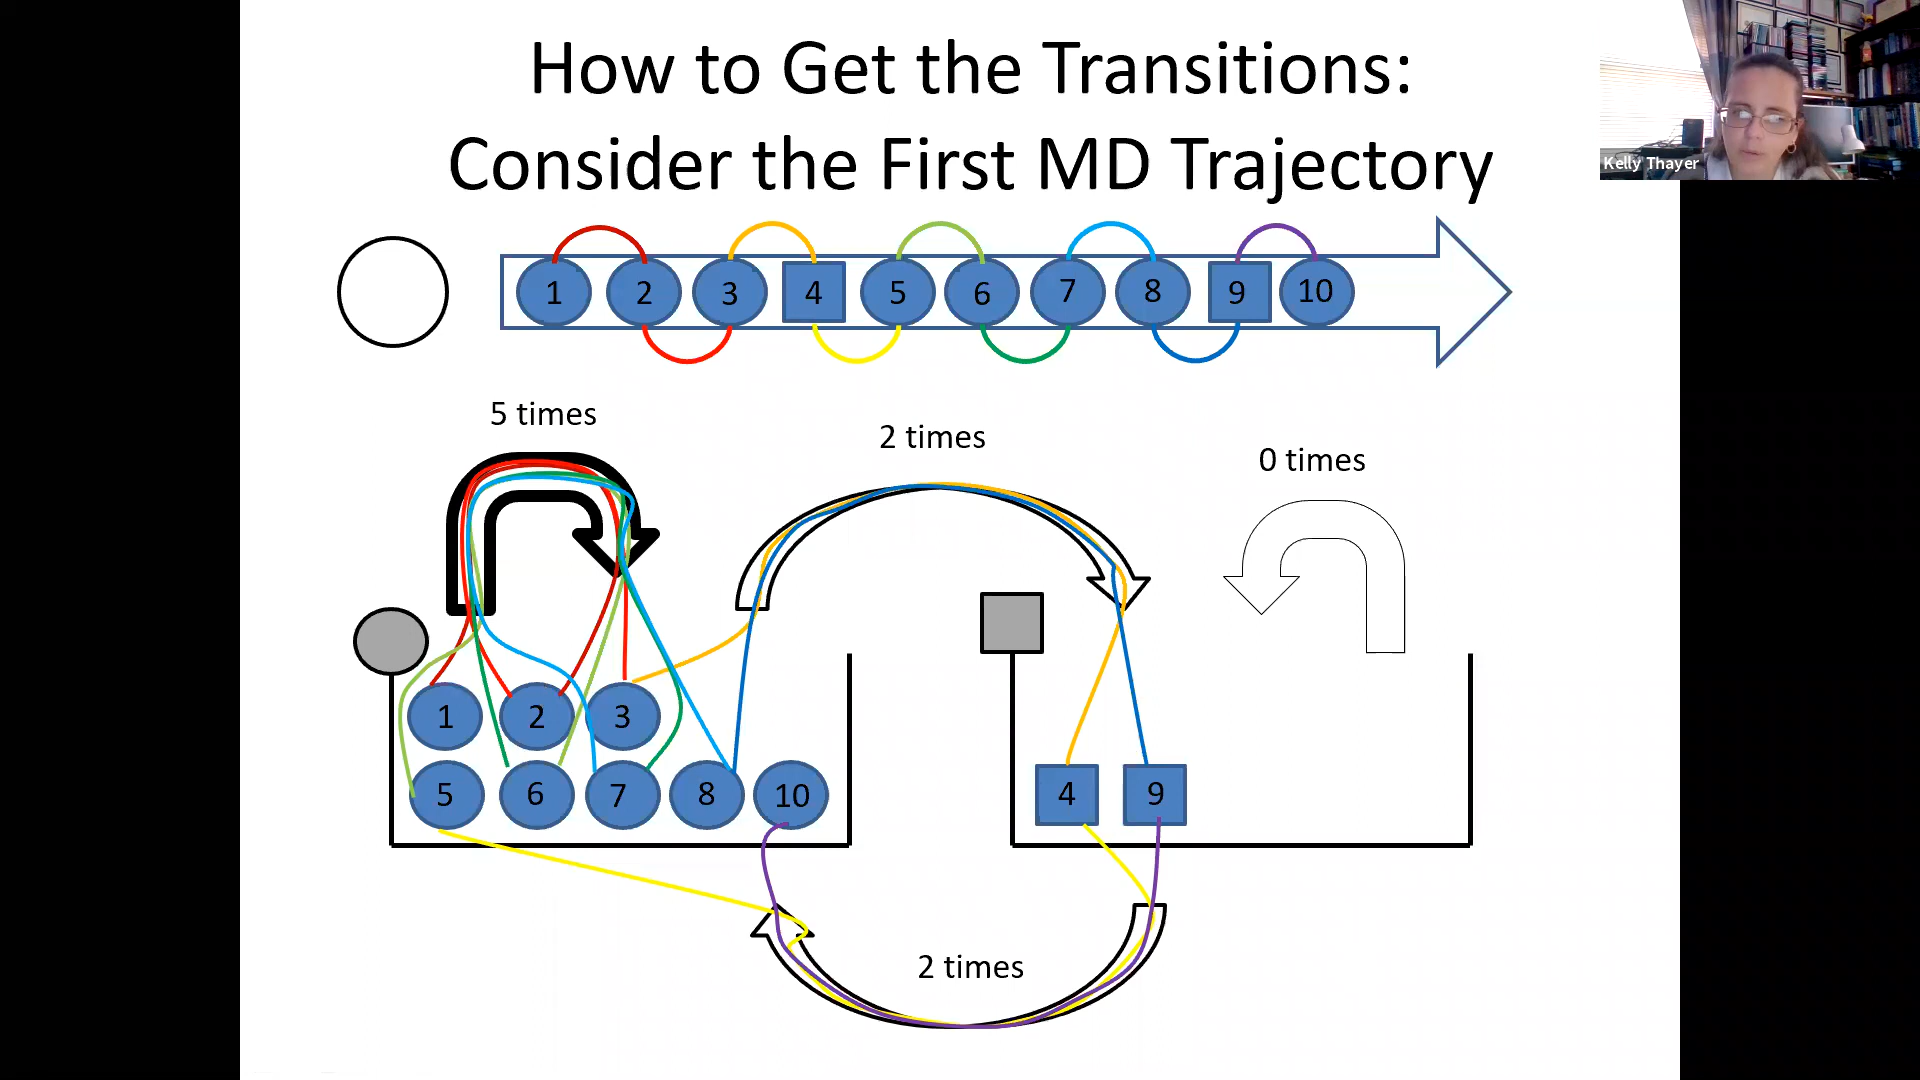 How to Get the Transitions:
Consider the First MD Trajectory
Kelly Thayer
1 2 3 4 5 6 7 8 9 10
5 times
2 times
0 times
1 2 3
5 6 7 8 10
4 9
2 times